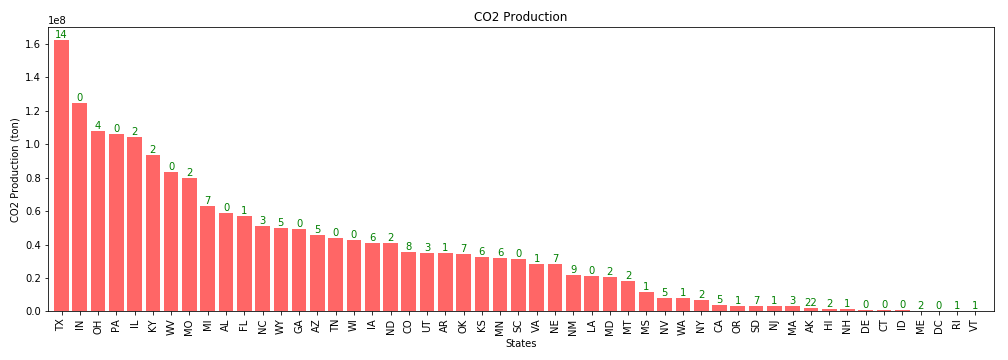 CO2 Production
1e8
14 0 4 0 2 2 0 2 7 0 1 3 5 0 5 0 0 6 2 8 3 1 7 6 6 0 1 7 9 0 2 2 1 5 1 2 5 1 7 1 3 22 2 1 0 0 0 2 0 1 1
1.6
1.4
1.2
1.0
0.8
0.6
0.4
0.2
0.0
CO2 Production (ton)
TX IN OH PA IL KY WV MO MI AL FL NC WY GA AZ TN WI IA ND CO UT AR OK KS MN SC VA NE NM LA MD MT MS NV WA NY CA OR SD NJ MA AK HI NH DE CT ID ME DC RI VT
States